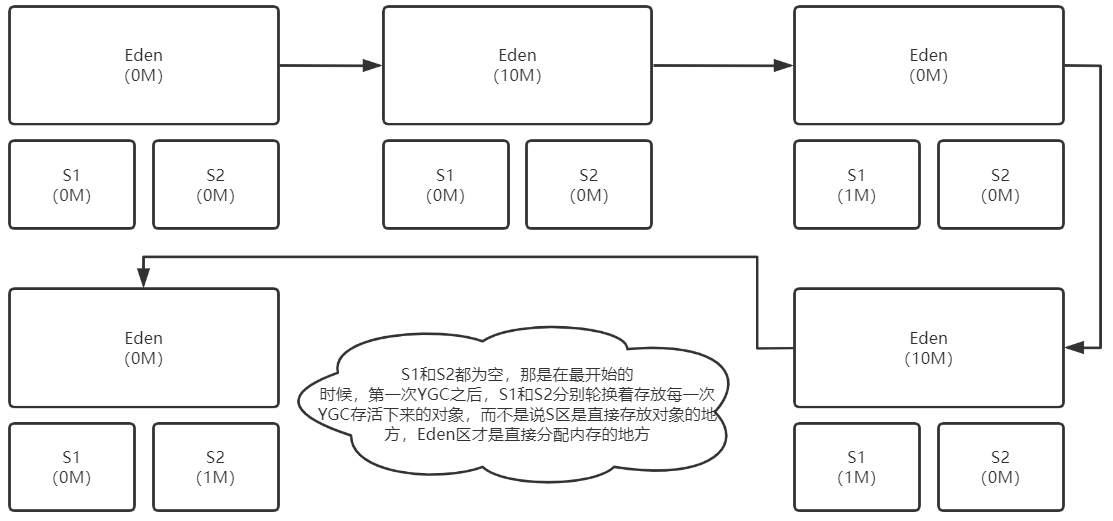 Eden
(0M)
Eden
(10M)
Eden
(0M)
S1
(0M)
S2
(0M)
S1
(0M)
S2
(0M)
S1
(1M)
S2
(0M)
Eden
(0M)
S1和S2都为空，那是在最开始的
时候，第一次YGC之后，S1和S2分别轮换着存放每一次
YGC存活下来的对象，而不是说S区是直接存放对象的地
方，Eden区才是直接分配内存的地方
Eden
(10M)
S1
(0M)
S2
(1M)
S1
(1M)
S2
(0M)